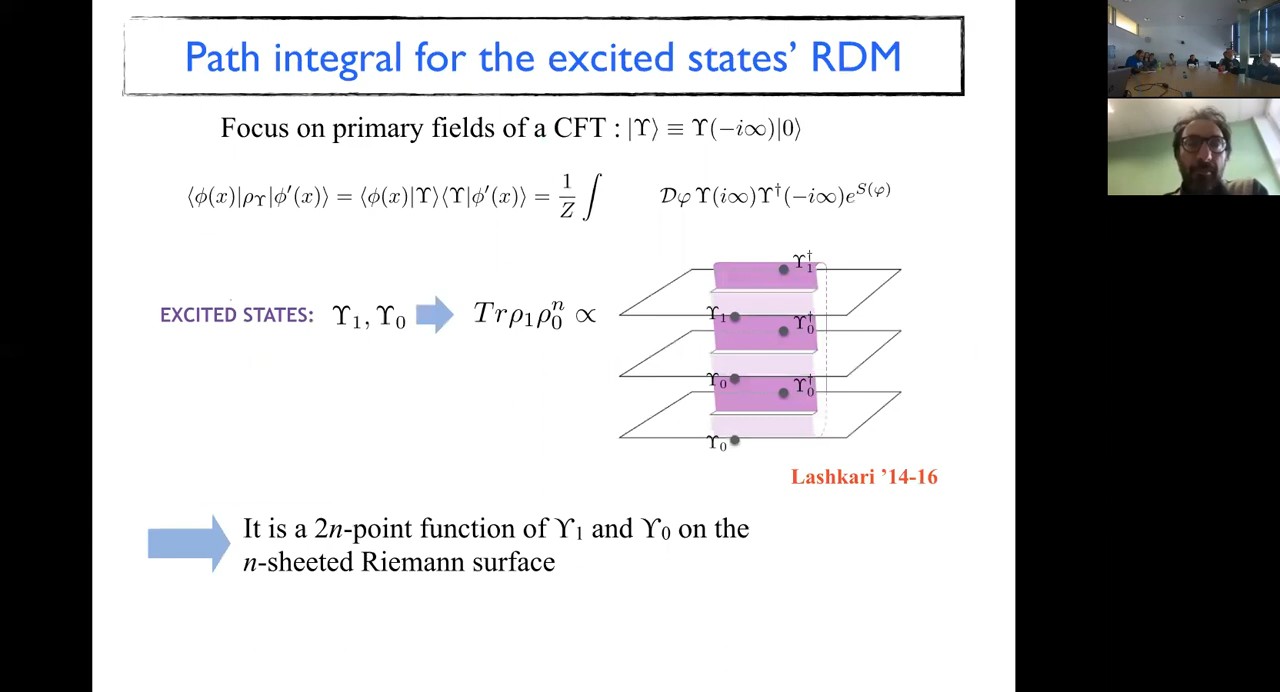 Path integral for the excited states' RDM
Focus on primary fields of a CFT : |ϒ⟩ ≡ ϒ(−i∞)|0⟩
⟨ϕ(x)|ρ_ϒ|ϕ′(x)⟩ = ⟨ϕ(x)|ϒ⟩⟨ϒ|ϕ′(x)⟩ = 1/Z ∫ 𝒟φ ϒ(i∞)ϒ†(−i∞)e^{S(φ)}
ϒ₁†
EXCITED STATES: ϒ₁, ϒ₀ Trρ₁ρ₀ⁿ ∝
ϒ₁
ϒ₀†
ϒ₀
ϒ₀†
ϒ₀
Lashkari '14-16
It is a 2n-point function of ϒ₁ and ϒ₀ on the
n-sheeted Riemann surface